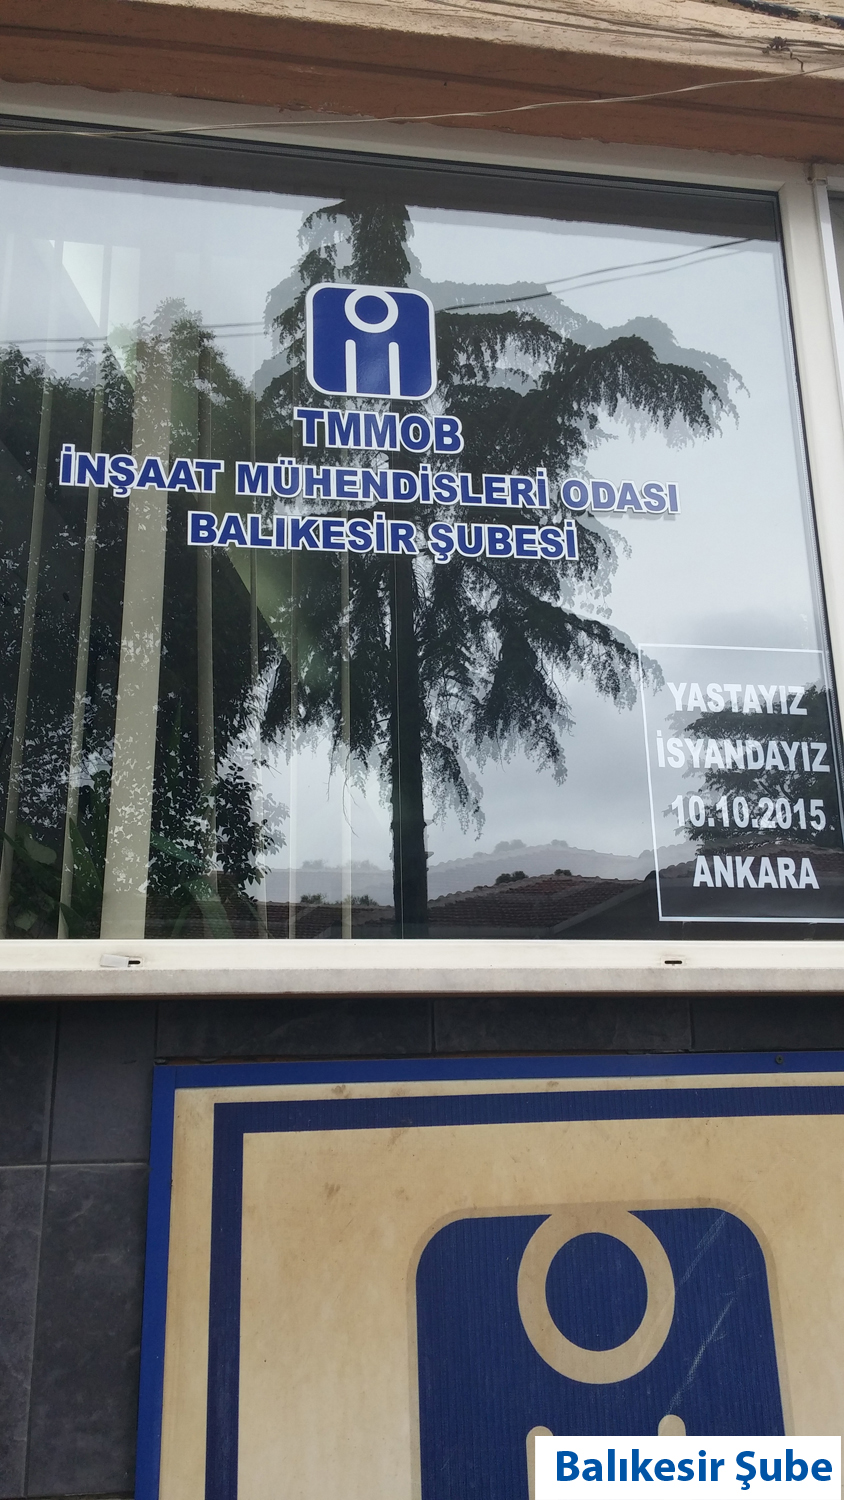 TMMOB
İNŞAAT MÜHENDİSLERİ ODASI
BALIKESİR ŞUBESİ
YASTAYIZ
İSYANDAYIZ
10.10.2015
ANKARA
Balıkesir Şube